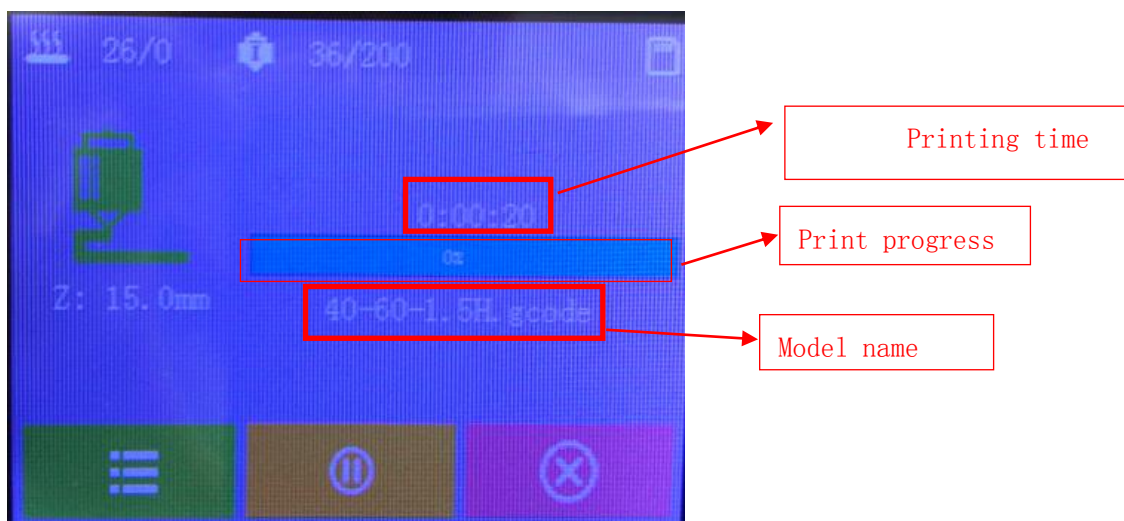 26/0 36/200
Printing time
0:00:20
Print progress
0%
Z: 15.0mm
40-60-1.5H.gcode
Model name